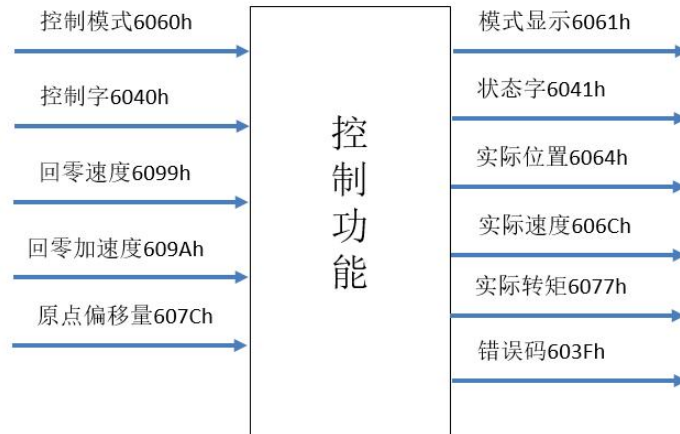 控制模式6060h
控制字6040h
回零速度6099h
回零加速度609Ah
原点偏移量607Ch
控制功能
模式显示6061h
状态字6041h
实际位置6064h
实际速度606Ch
实际转矩6077h
错误码603Fh